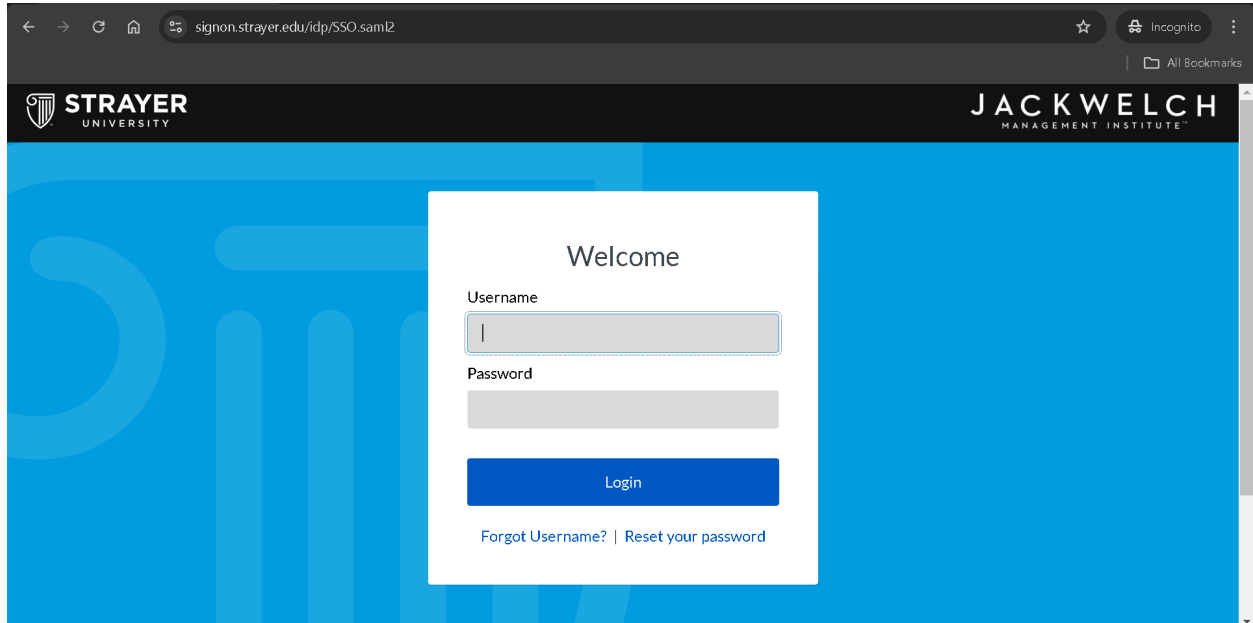 signon.strayer.edu/idp/SSO.saml2
Incognito
All Bookmarks
STRAYER
UNIVERSITY
JACKWELCH
MANAGEMENT INSTITUTE™
Welcome
Username
Password
Login
Forgot Username? | Reset your password